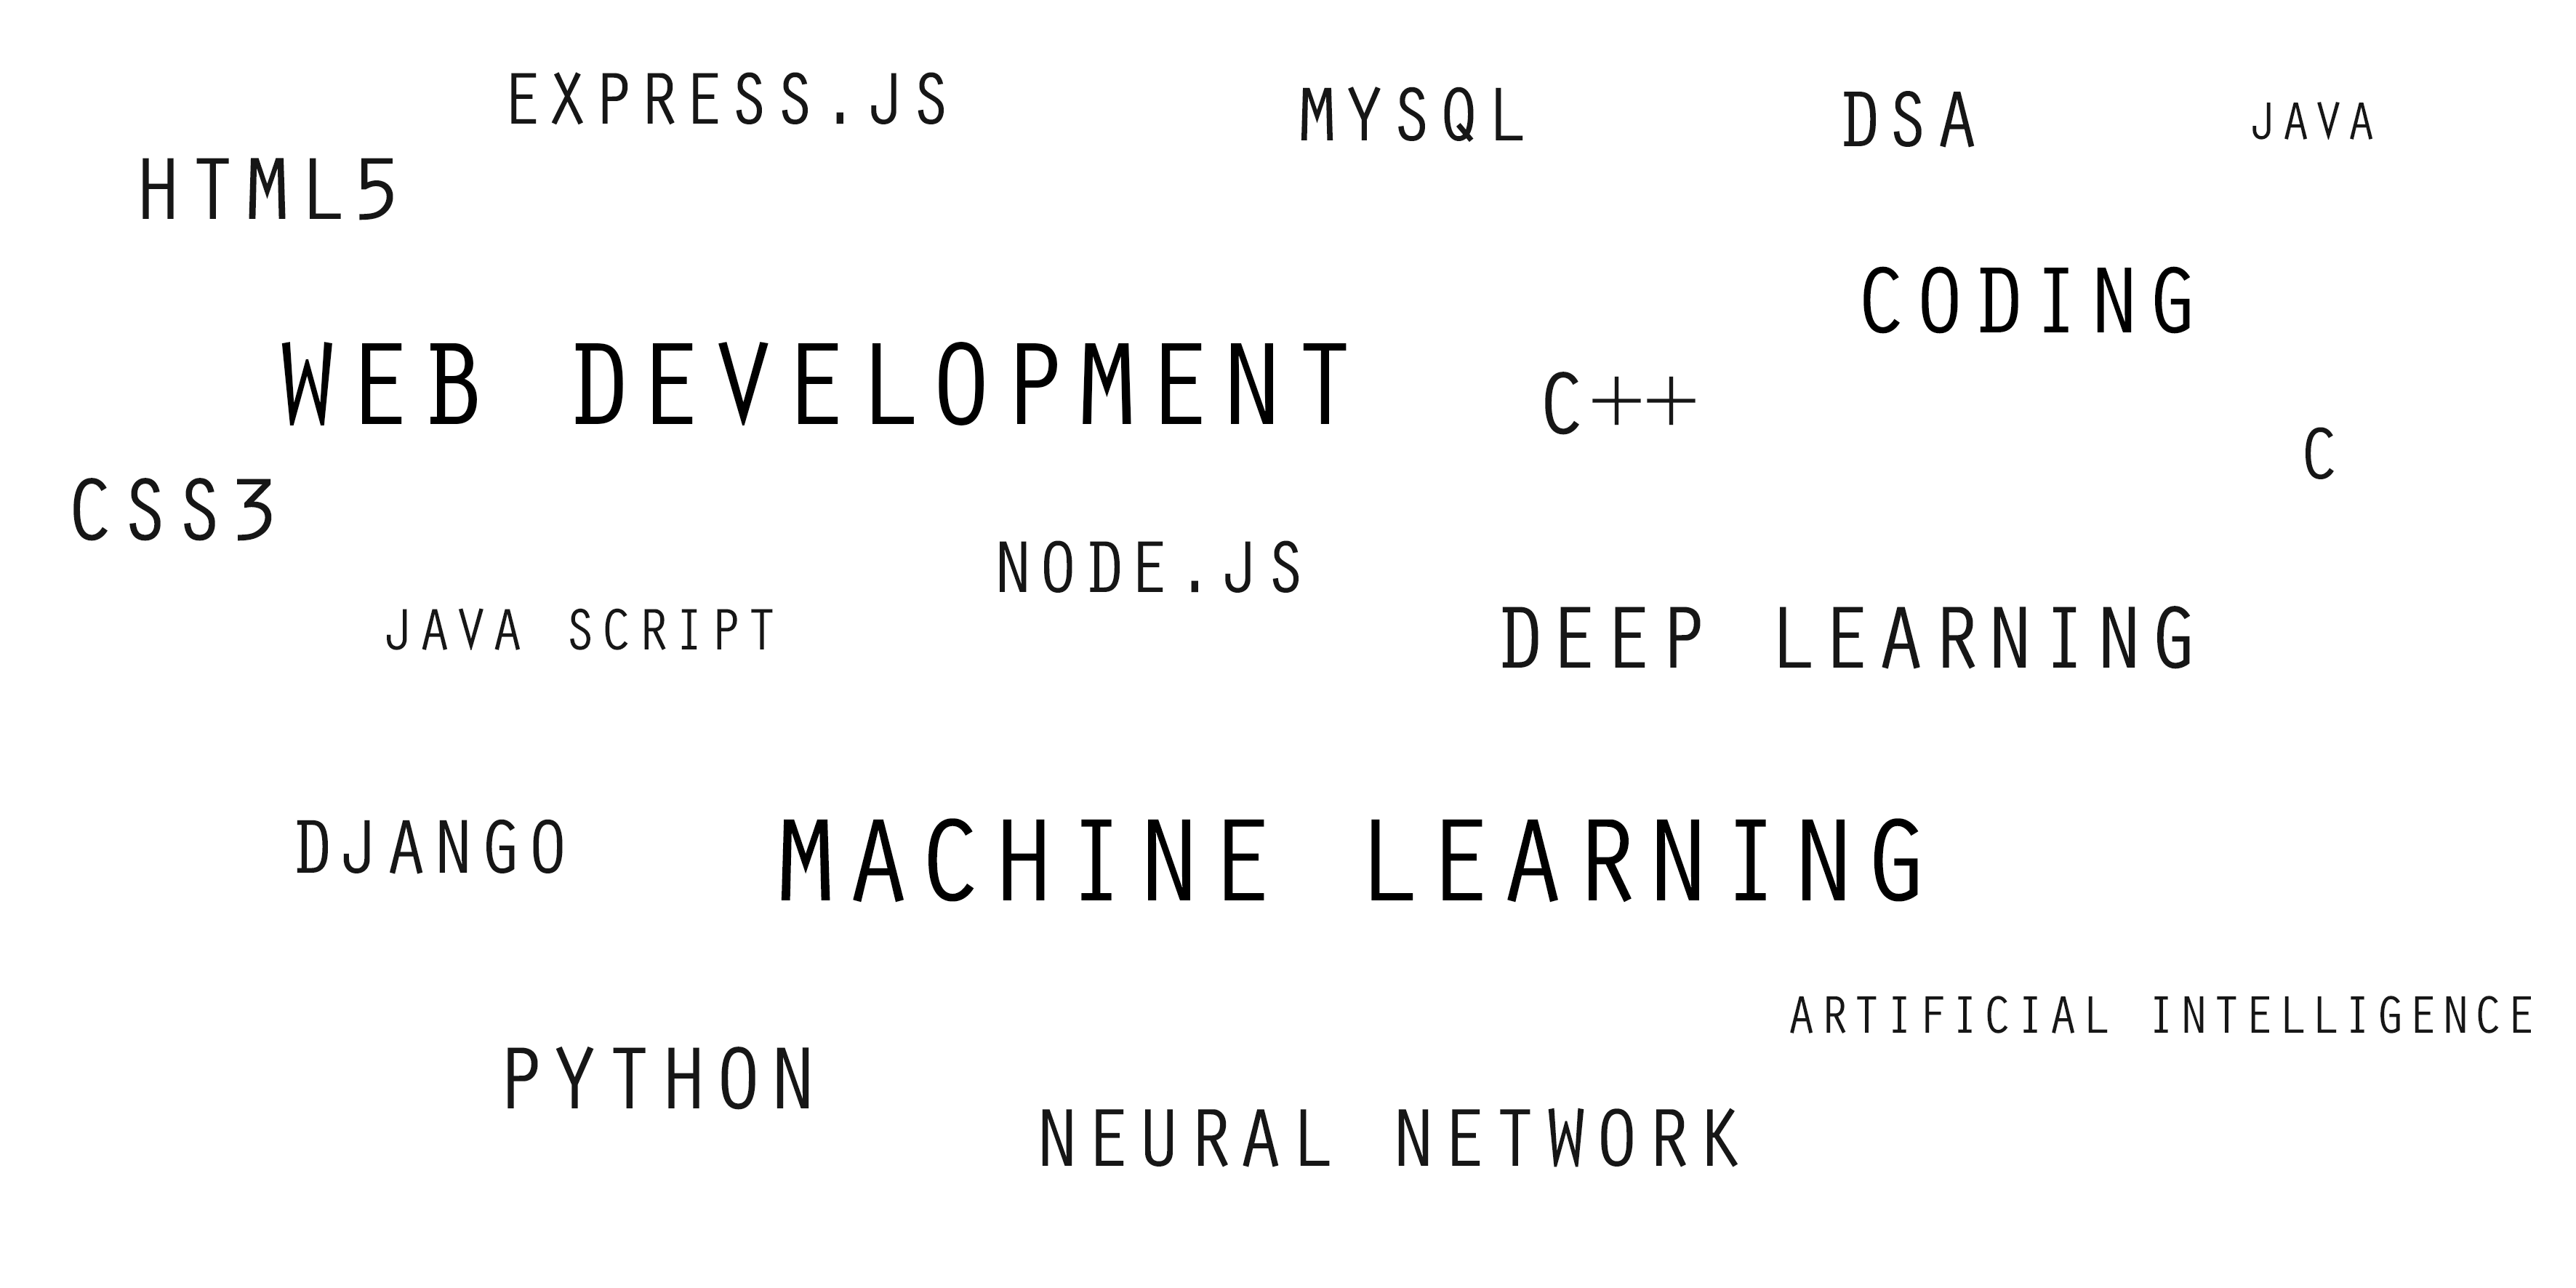 EXPRESS.JS
MYSQL
DSA
JAVA
HTML5
CODING
WEB DEVELOPMENT
C++
C
CSS3
NODE.JS
JAVA SCRIPT
DEEP LEARNING
DJANGO
MACHINE LEARNING
ARTIFICIAL INTELLIGENCE
PYTHON
NEURAL NETWORK